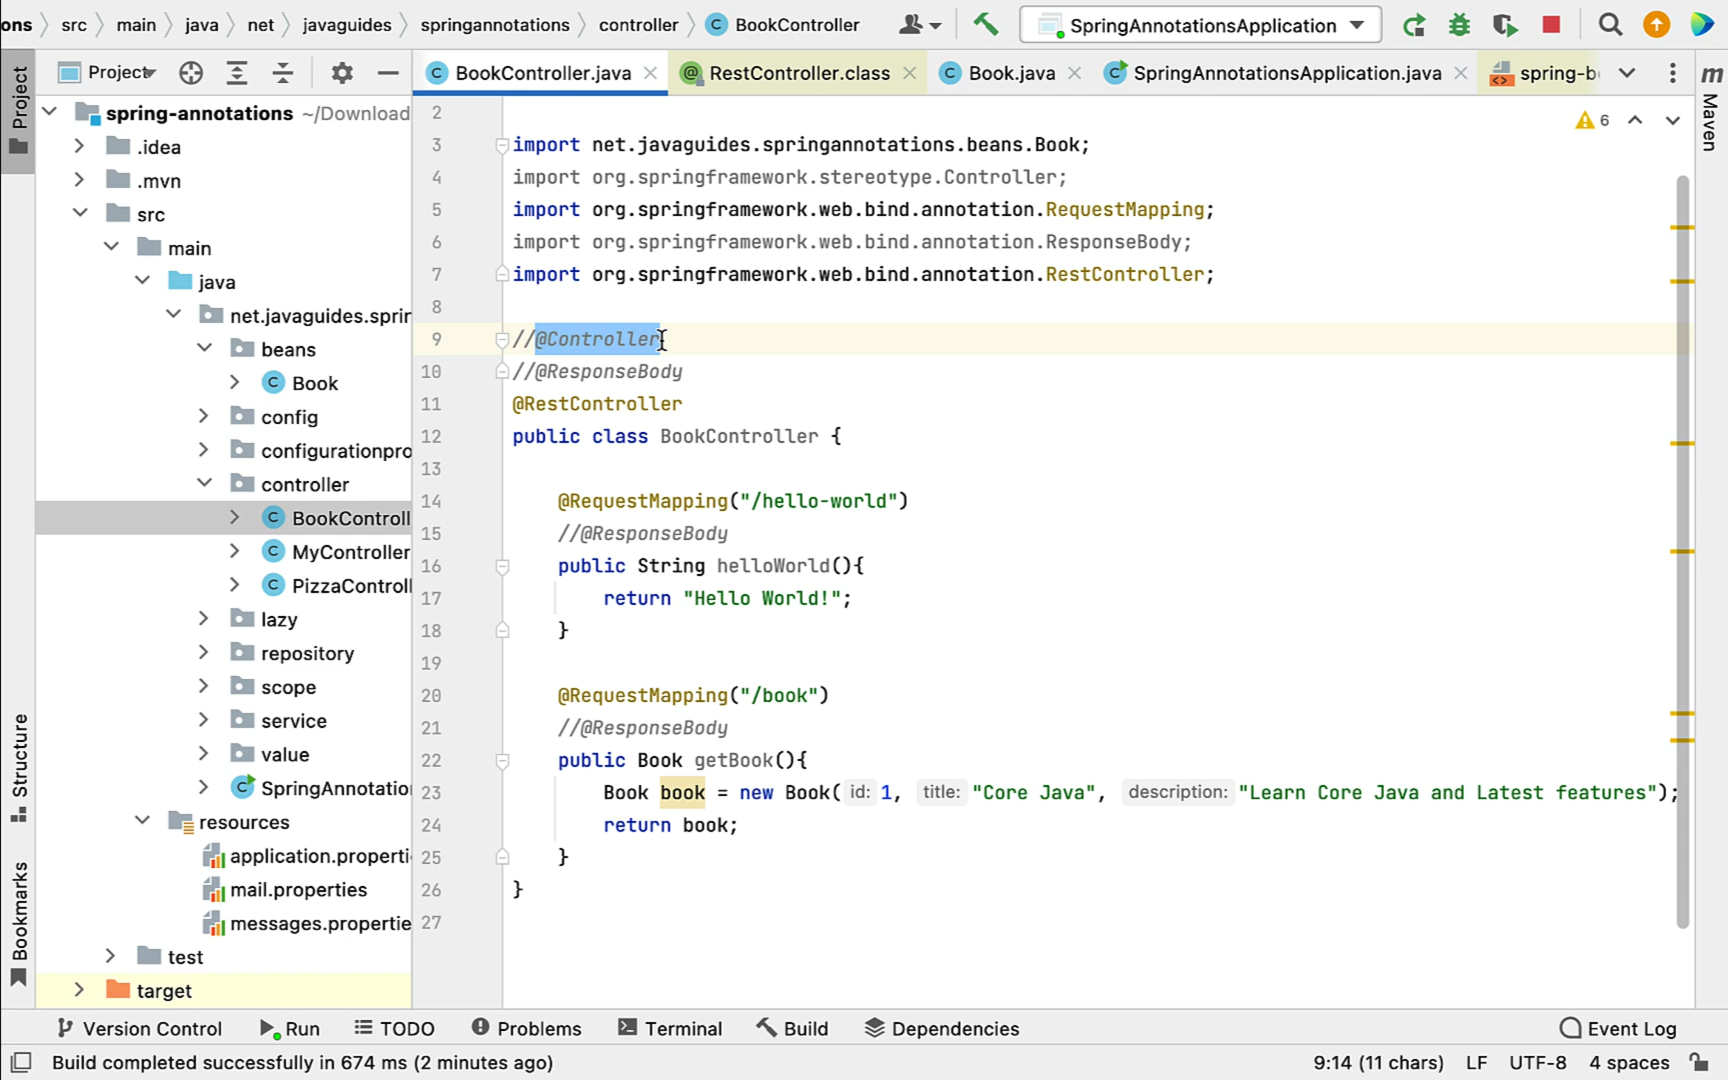 ons src main java net javaguides springannotations controller BookController SpringAnnotationsApplication
Project BookController.java RestController.class Book.java SpringAnnotationsApplication.java spring-b
Project
Structure
Bookmarks
m Maven
spring-annotations ~/Download
.idea
.mvn
src
main
java
net.javaguides.sprin
beans
Book
config
configurationpro
controller
BookControll
MyController
PizzaControll
lazy
repository
scope
service
value
SpringAnnotatio
resources
application.properti
mail.properties
messages.propertie
test
target
6
2
3 import net.javaguides.springannotations.beans.Book;
4 import org.springframework.stereotype.Controller;
5 import org.springframework.web.bind.annotation.RequestMapping;
6 import org.springframework.web.bind.annotation.ResponseBody;
7 import org.springframework.web.bind.annotation.RestController;
8
9 //@Controller
10 //@ResponseBody
11 @RestController
12 public class BookController {
13
14 @RequestMapping("/hello-world")
15 //@ResponseBody
16 public String helloWorld(){
17 return "Hello World!";
18 }
19
20 @RequestMapping("/book")
21 //@ResponseBody
22 public Book getBook(){
23 Book book = new Book( id: 1, title: "Core Java", description: "Learn Core Java and Latest features");
24 return book;
25 }
26 }
27
Version Control Run TODO Problems Terminal Build Dependencies Event Log
Build completed successfully in 674 ms (2 minutes ago) 9:14 (11 chars) LF UTF-8 4 spaces